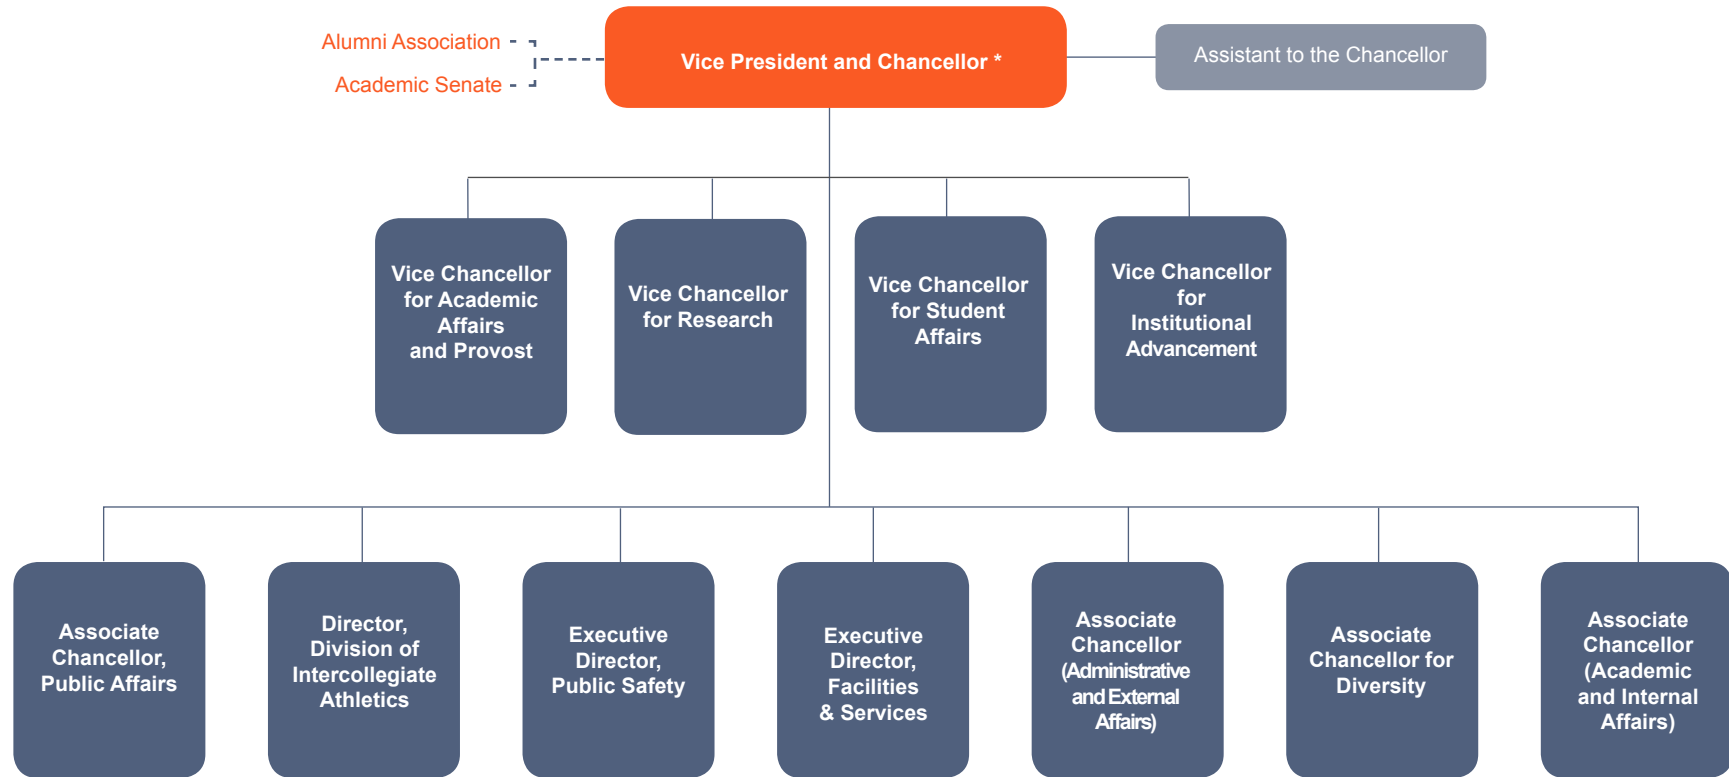 Alumni Association
Academic Senate
Vice President and Chancellor *
Assistant to the Chancellor
Vice Chancellor
for Academic
Affairs
and Provost
Vice Chancellor
for Research
Vice Chancellor
for Student
Affairs
Vice Chancellor
for
Institutional
Advancement
Associate
Chancellor,
Public Affairs
Director,
Division of
Intercollegiate
Athletics
Executive
Director,
Public Safety
Executive
Director,
Facilities
& Services
Associate
Chancellor
(Administrative
and External
Affairs)
Associate
Chancellor for
Diversity
Associate
Chancellor
(Academic
and Internal
Affairs)